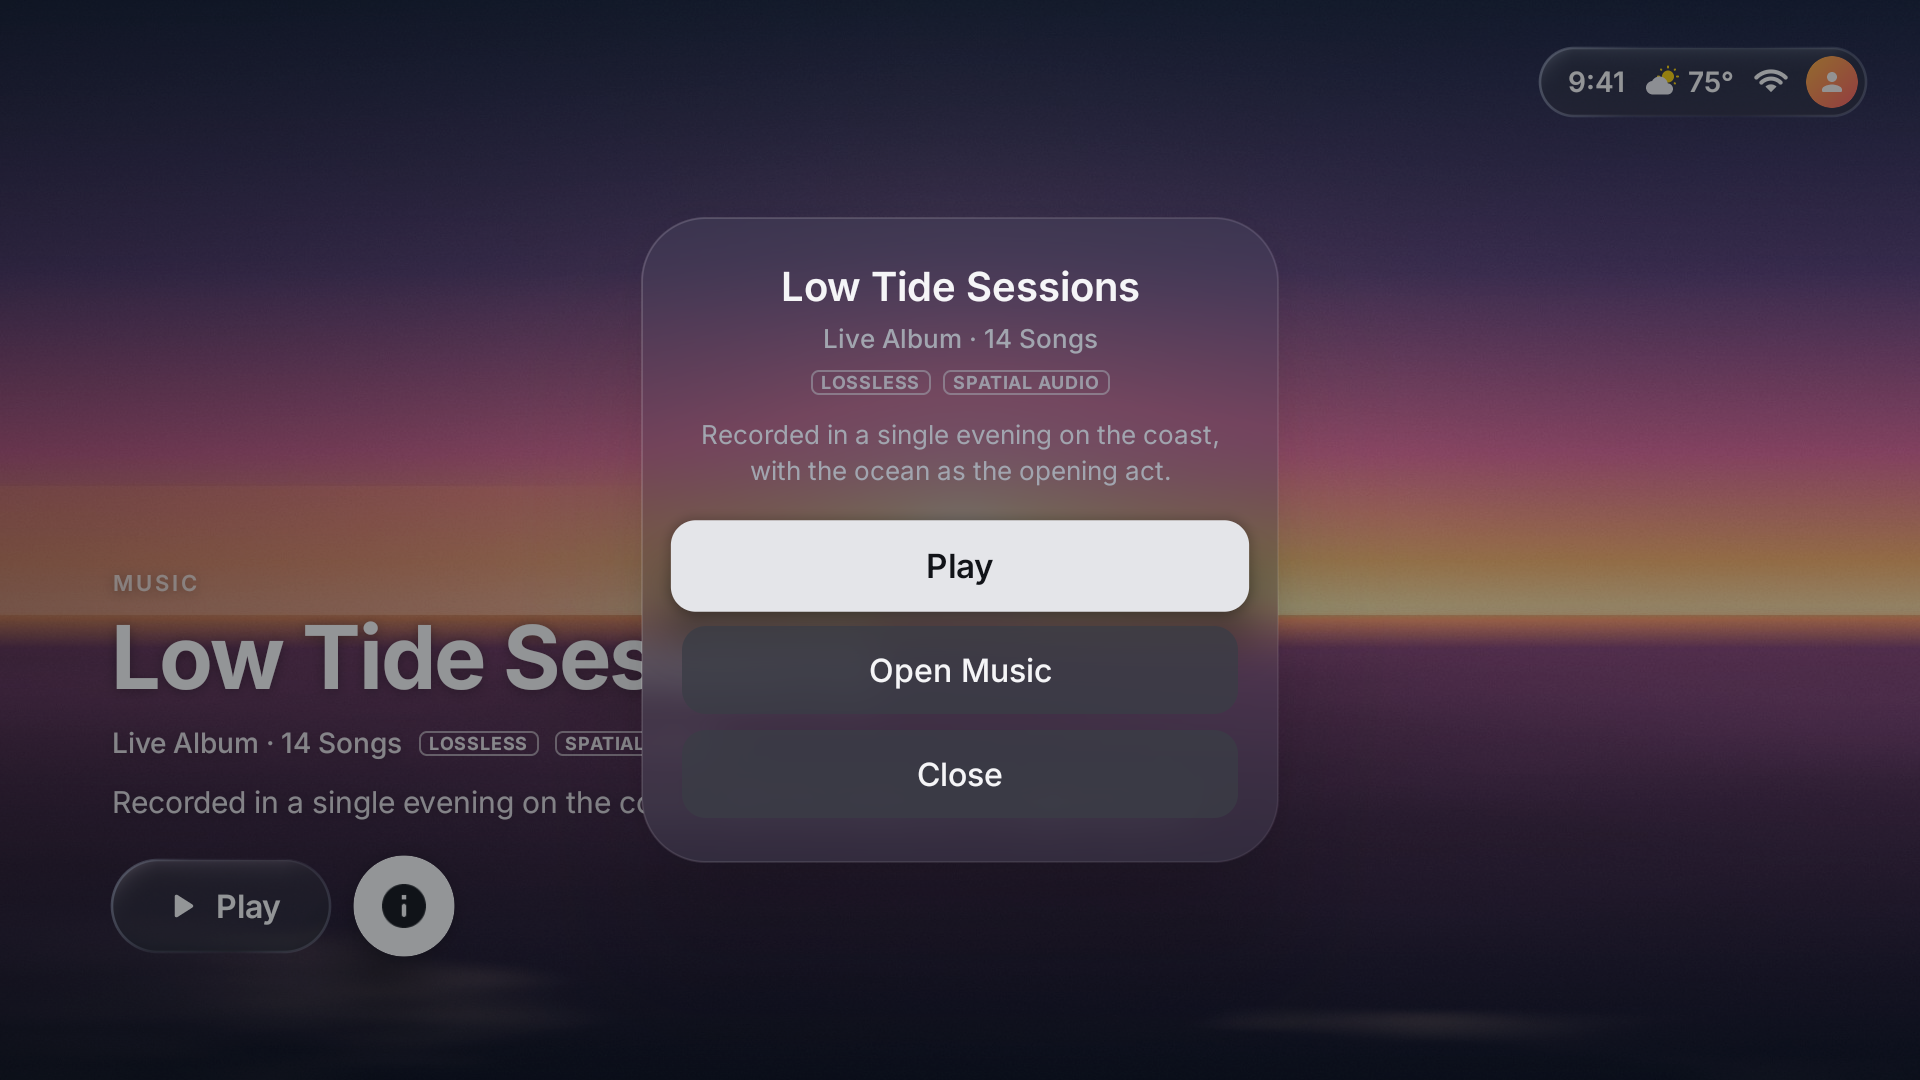 9:41 75°
Low Tide Sessions
Live Album · 14 Songs
LOSSLESS SPATIAL AUDIO
Recorded in a single evening on the coast,
with the ocean as the opening act.
Play
Open Music
Close
MUSIC
Low Tide Ses
Live Album · 14 Songs LOSSLESS SPATIAL
Recorded in a single evening on the co
Play